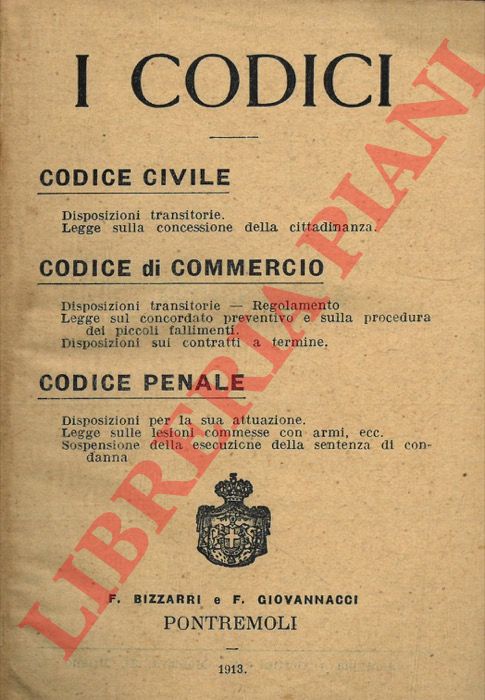 I CODICI
CODICE CIVILE
Disposizioni transitorie.
Legge sulla concessione della cittadinanza.
CODICE di COMMERCIO
Disposizioni transitorie — Regolamento
Legge sul concordato preventivo e sulla procedura
dei piccoli fallimenti.
Disposizioni sui contratti a termine.
CODICE PENALE
Disposizioni per la sua attuazione.
Legge sulle lesioni commesse con armi, ecc.
Sospensione della esecuzione della sentenza di con-
danna
F. BIZZARRI e F. GIOVANNACCI
PONTREMOLI
1913.
LIBRERIA PIANI